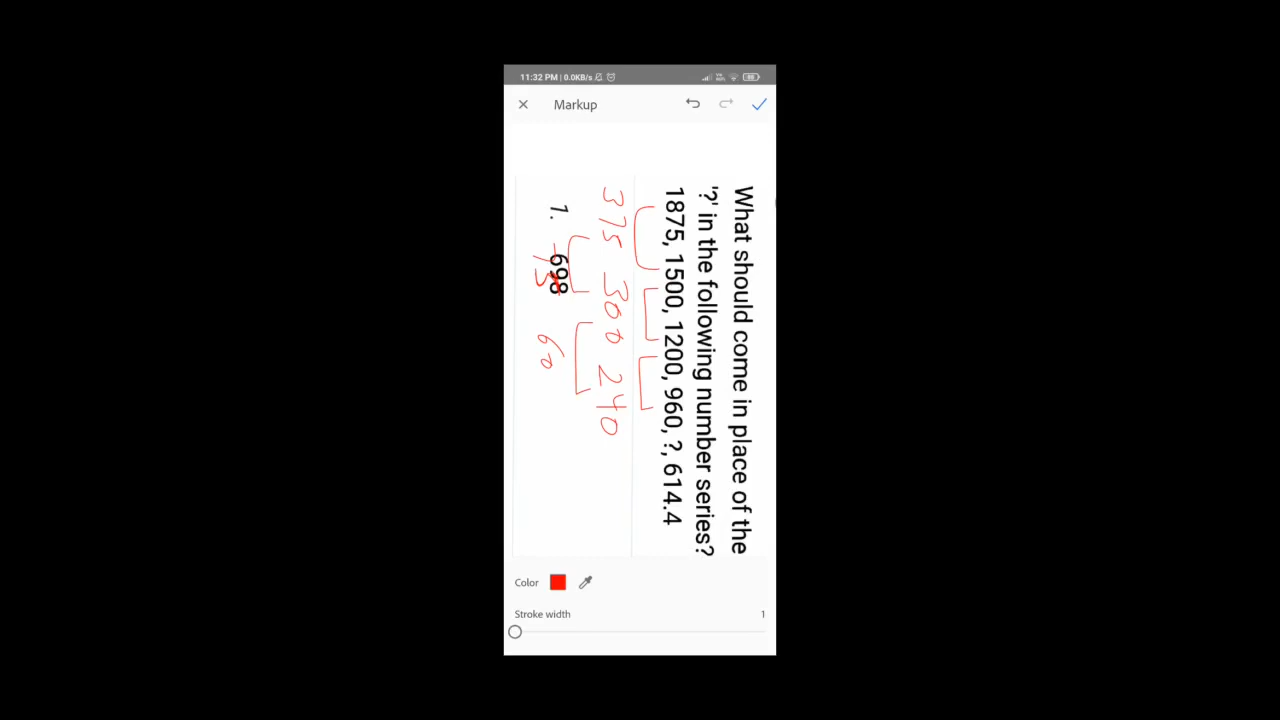 11:32 PM | 0.0KB/s
Markup
What should come in place of the
'?' in the following number series?
1875, 1500, 1200, 960, ?, 614.4
375 300 240
1. 698
75 60
Color
Stroke width 1